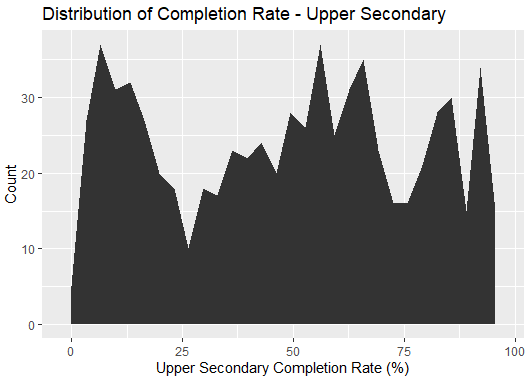 Distribution of Completion Rate - Upper Secondary
Count
30
20
10
0
0 25 50 75 100
Upper Secondary Completion Rate (%)